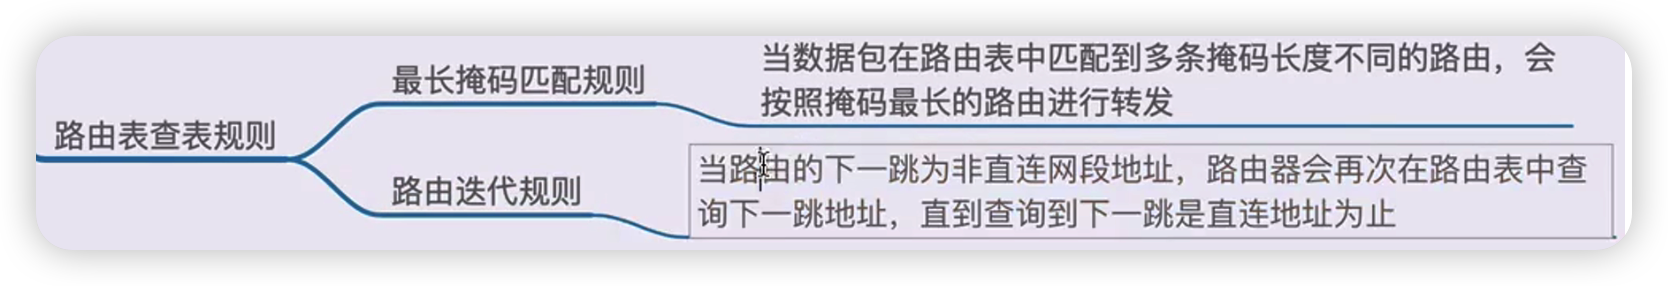 路由表查表规则
最长掩码匹配规则
当数据包在路由表中匹配到多条掩码长度不同的路由，会
按照掩码最长的路由进行转发
路由迭代规则
当路由的下一跳为非直连网段地址，路由器会再次在路由表中查
询下一跳地址，直到查询到下一跳是直连地址为止